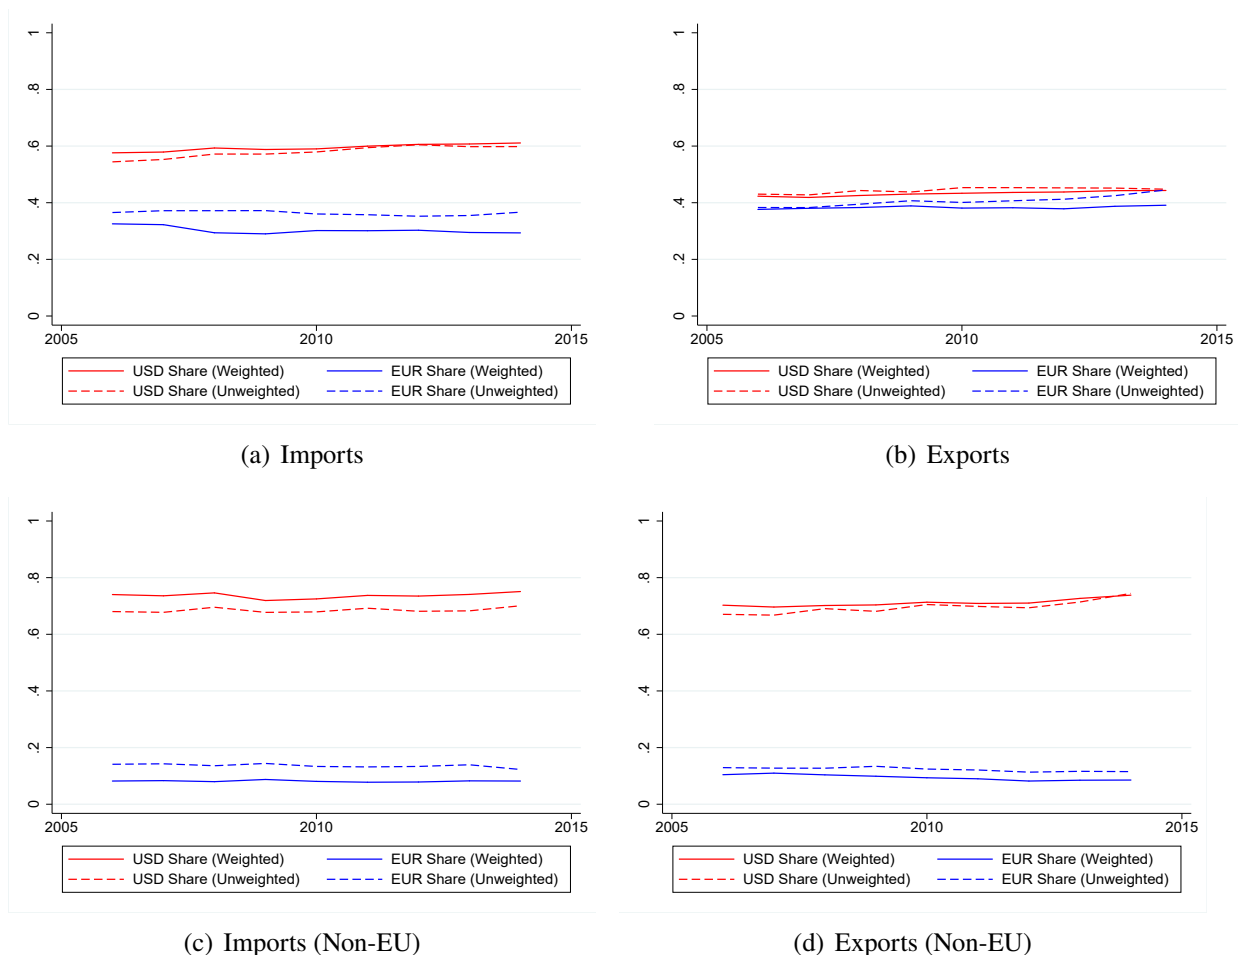 1
.8
.6
.4
.2
0
2005 2010 2015
USD Share (Weighted) EUR Share (Weighted)
USD Share (Unweighted) EUR Share (Unweighted)
(a) Imports
1
.8
.6
.4
.2
0
2005 2010 2015
USD Share (Weighted) EUR Share (Weighted)
USD Share (Unweighted) EUR Share (Unweighted)
(b) Exports
1
.8
.6
.4
.2
0
2005 2010 2015
USD Share (Weighted) EUR Share (Weighted)
USD Share (Unweighted) EUR Share (Unweighted)
(c) Imports (Non-EU)
1
.8
.6
.4
.2
0
2005 2010 2015
USD Share (Weighted) EUR Share (Weighted)
USD Share (Unweighted) EUR Share (Unweighted)
(d) Exports (Non-EU)